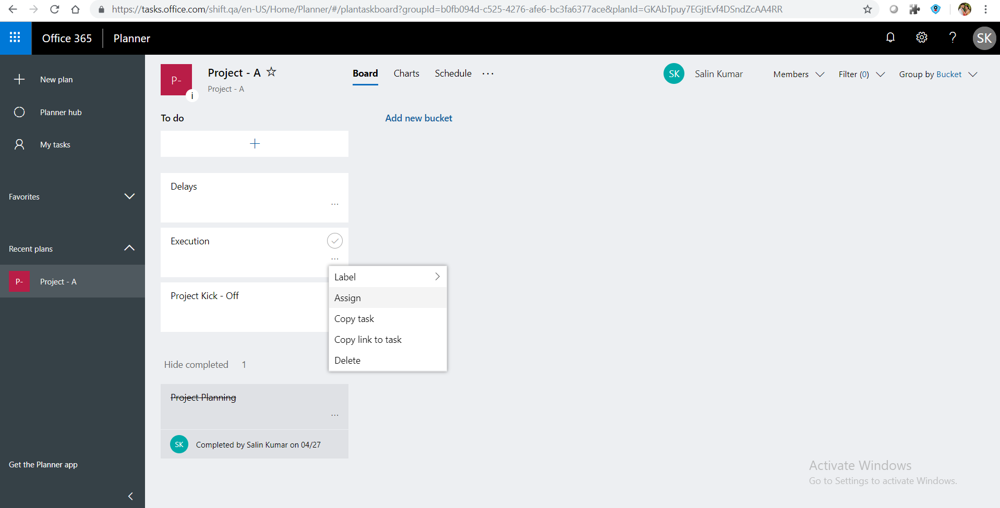 https://tasks.office.com/shift.qa/en-US/Home/Planner/#/plantaskboard?groupId=b0fb094d-c525-4276-afe6-bc3fa6377ace&planId=GKAbTpuy7EGjtEvf4DSndZcAA4RR
Office 365 Planner
? SK
New plan
Planner hub
My tasks
Favorites
Recent plans
P- Project - A
Get the Planner app
P-
i
Project - A
Project - A
Board Charts Schedule ...
SK Salin Kumar Members Filter (0) Group by Bucket
To do Add new bucket
+
Delays
...
Execution
...
Project Kick - Off
Label
Assign
Copy task
Copy link to task
Delete
Hide completed 1
Project Planning
...
SK Completed by Salin Kumar on 04/27
Activate Windows
Go to Settings to activate Windows.